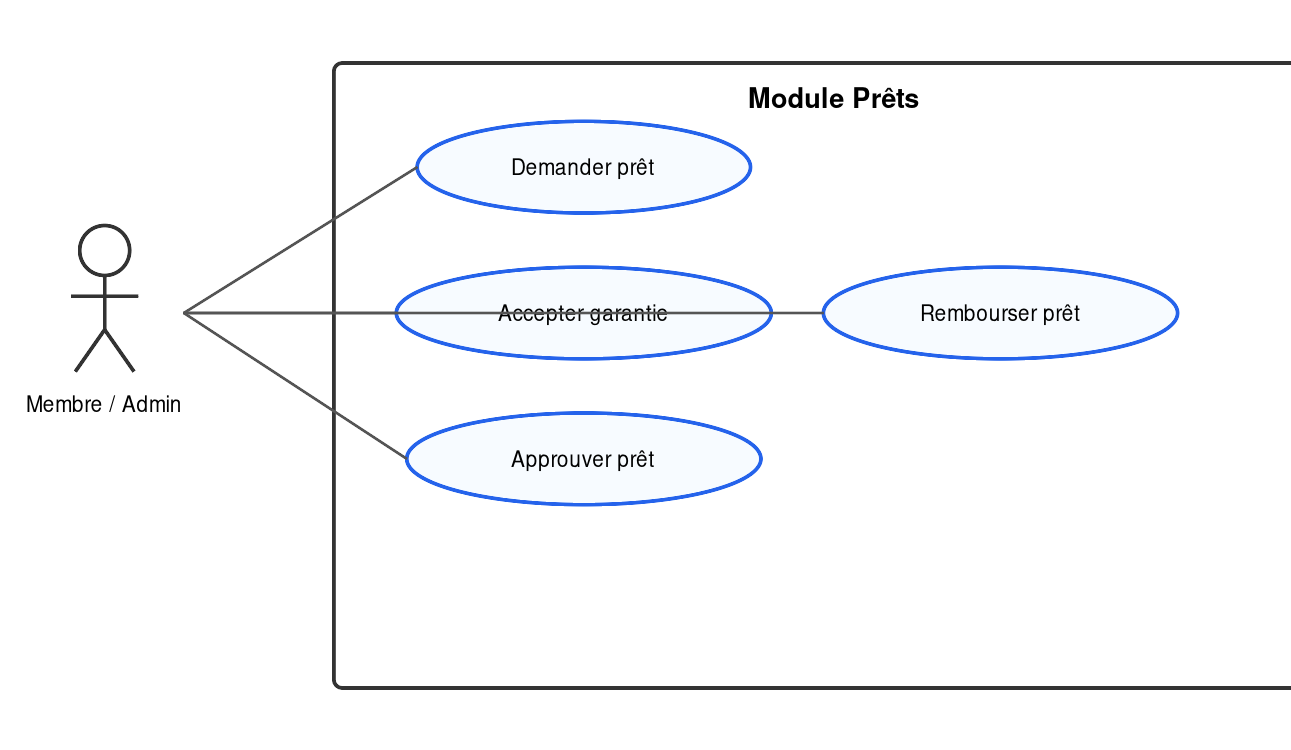 Module Prêts
Demander prêt
Accepter garantie
Rembourser prêt
Membre / Admin
Approuver prêt